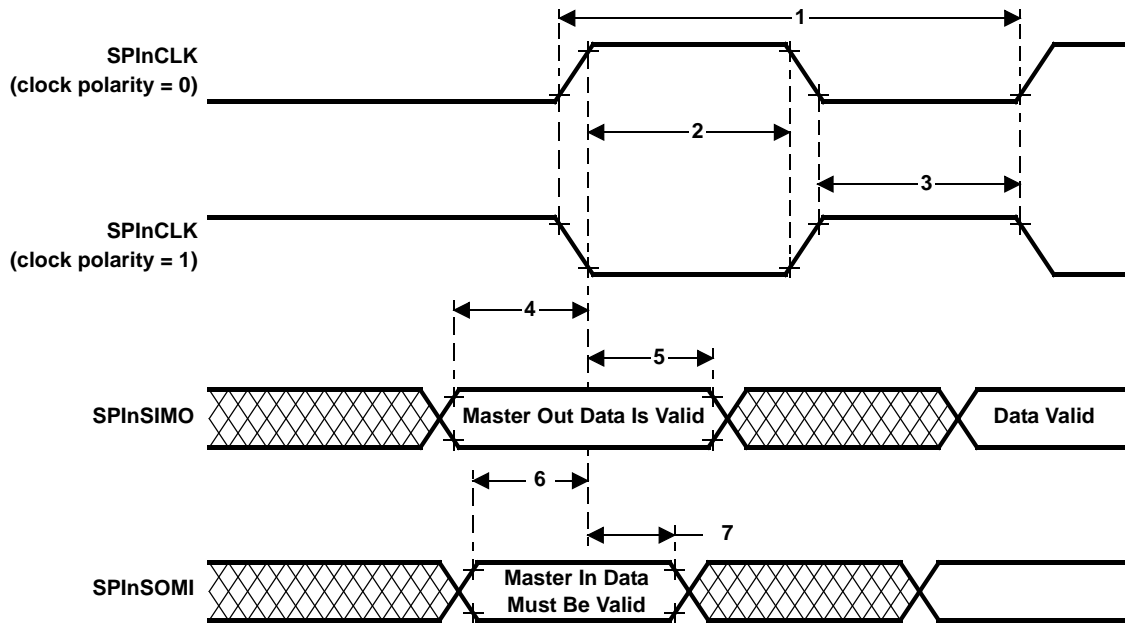 1
SPInCLK
(clock polarity = 0)
2
3
SPInCLK
(clock polarity = 1)
4
5
SPInSIMO
Master Out Data Is Valid
Data Valid
6
7
SPInSOMI
Master In Data
Must Be Valid